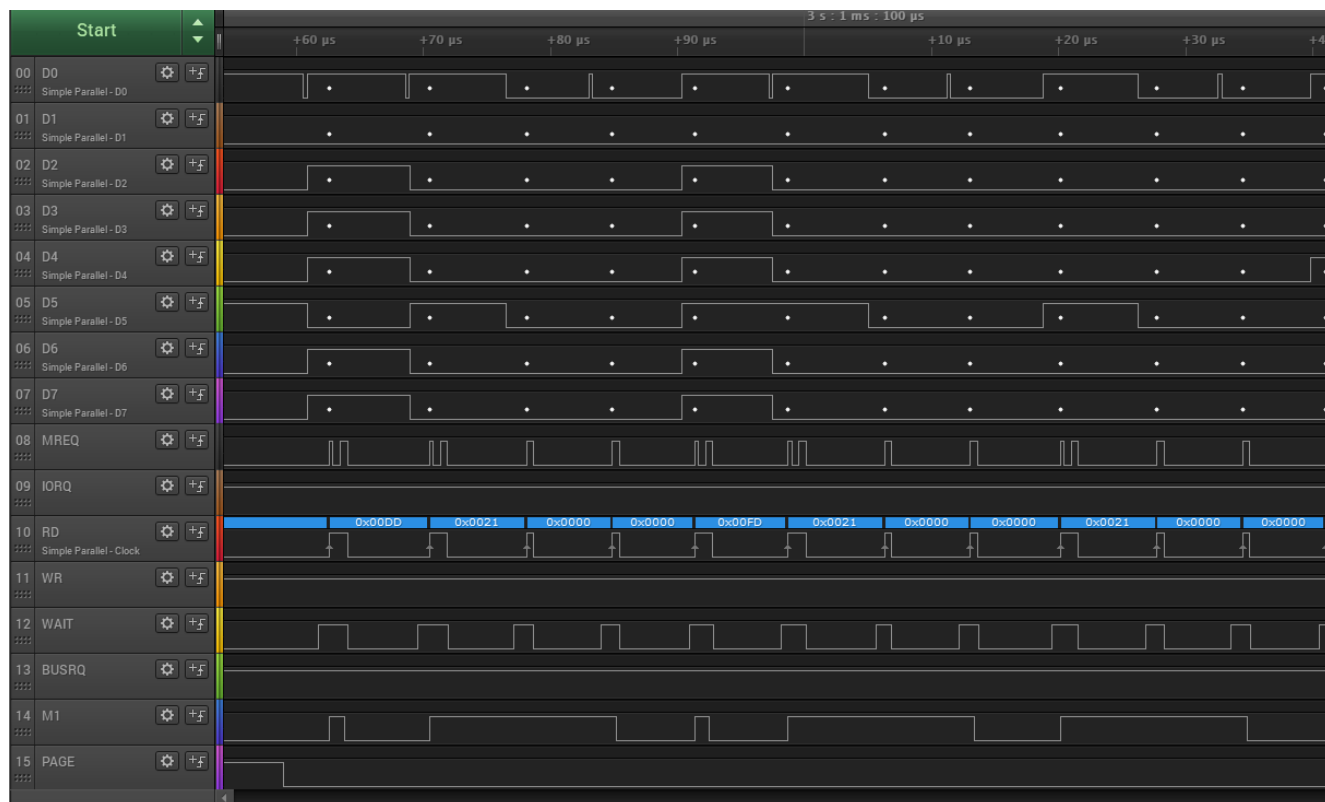 Start
3 s : 1 ms : 100 µs
+60 µs +70 µs +80 µs +90 µs +10 µs +20 µs +30 µs +4
00 D0
Simple Parallel - D0
01 D1
Simple Parallel - D1
02 D2
Simple Parallel - D2
03 D3
Simple Parallel - D3
04 D4
Simple Parallel - D4
05 D5
Simple Parallel - D5
06 D6
Simple Parallel - D6
07 D7
Simple Parallel - D7
08 MREQ
09 IORQ
10 RD 0x00DD 0x0021 0x0000 0x0000 0x00FD 0x0021 0x0000 0x0000 0x0021 0x0000 0x0000
Simple Parallel - Clock
11 WR
12 WAIT
13 BUSRQ
14 M1
15 PAGE